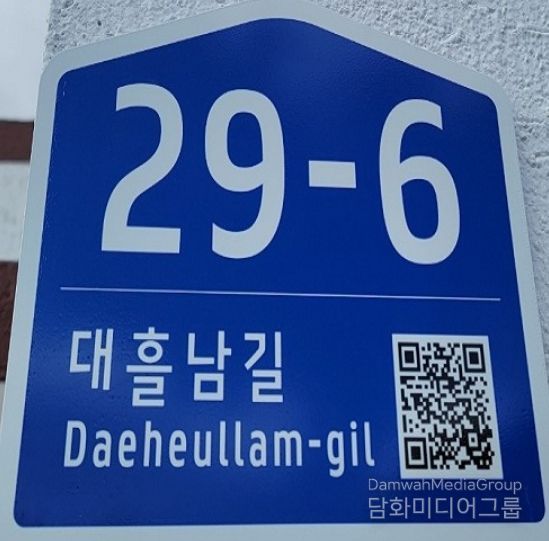 29-6
대흘남길
Daeheullam-gil
DamwahMediaGroup
담화미디어그룹